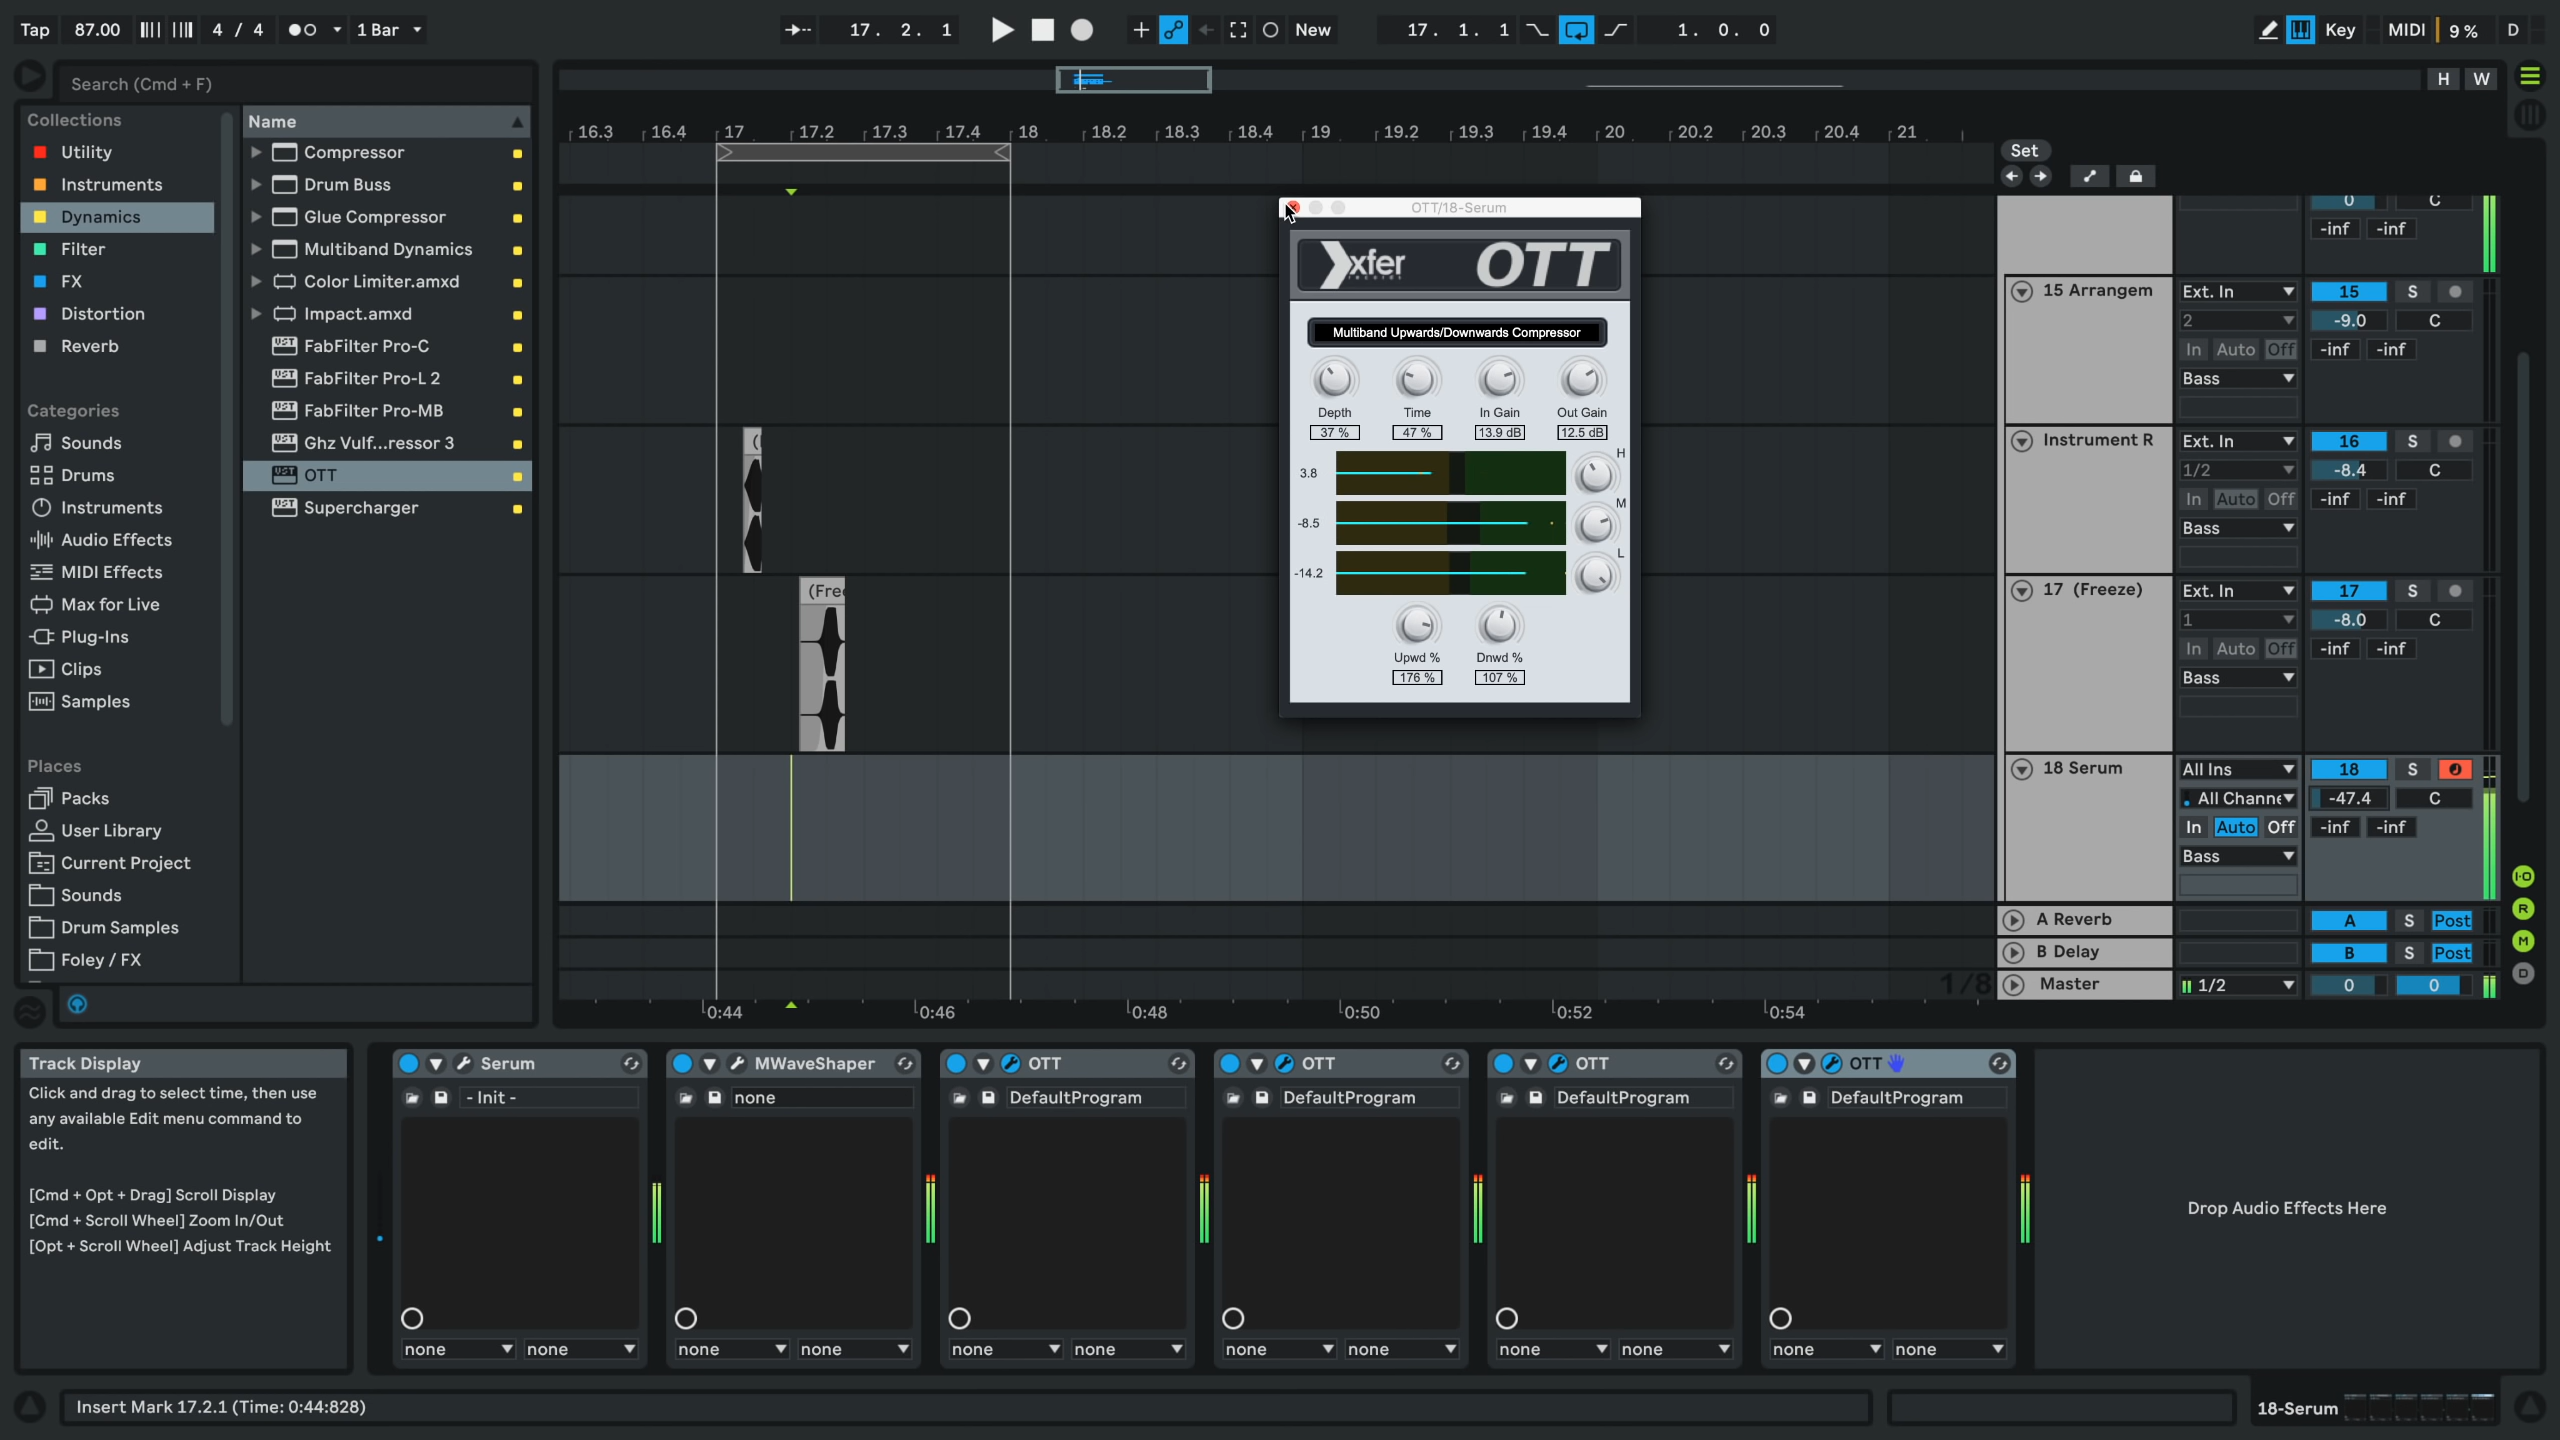 Tap 87.00 4 / 4 1 Bar 17. 2. 1 New 17. 1. 1 1. 0. 0 Key MIDI 9 % D
Search (Cmd + F)
H W
Collections
Utility
Instruments
Dynamics
Filter
FX
Distortion
Reverb
Categories
Sounds
Drums
Instruments
Audio Effects
MIDI Effects
Max for Live
Plug-Ins
Clips
Samples
Places
Packs
User Library
Current Project
Sounds
Drum Samples
Foley / FX
Name
Compressor
Drum Buss
Glue Compressor
Multiband Dynamics
Color Limiter.amxd
Impact.amxd
FabFilter Pro-C
FabFilter Pro-L 2
FabFilter Pro-MB
Ghz Vulf...ressor 3
OTT
Supercharger
16.3 16.4 17 17.2 17.3 17.4 18 18.2 18.3 18.4 19 19.2 19.3 19.4 20 20.2 20.3 20.4 21
Set
(Fre
OTT/18-Serum
xfer
records
OTT
Multiband Upwards/Downwards Compressor
Depth Time In Gain Out Gain
37 % 47 % 13.9 dB 12.5 dB
H
3.8
M
-8.5
L
-14.2
Upwd % Dnwd %
176 % 107 %
0 C
-inf -inf
15 Arrangem Ext. In 15 S
2 -9.0 C
In Auto Off -inf -inf
Bass
Instrument R Ext. In 16 S
1/2 -8.4 C
In Auto Off -inf -inf
Bass
17 (Freeze) Ext. In 17 S
1 -8.0 C
In Auto Off -inf -inf
Bass
18 Serum All Ins 18 S
All Channe -47.4 C
In Auto Off -inf -inf
Bass
A Reverb A S Post
B Delay B S Post
1/8 Master 1/2 0 0
I·O
R
M
D
0:44 0:46 0:48 0:50 0:52 0:54
Track Display
Click and drag to select time, then use
any available Edit menu command to
edit.
[Cmd + Opt + Drag] Scroll Display
[Cmd + Scroll Wheel] Zoom In/Out
[Opt + Scroll Wheel] Adjust Track Height
Serum MWaveShaper OTT OTT OTT OTT
- Init - none DefaultProgram DefaultProgram DefaultProgram DefaultProgram
Drop Audio Effects Here
none none none none none none none none none none none none
Insert Mark 17.2.1 (Time: 0:44:828)
18-Serum